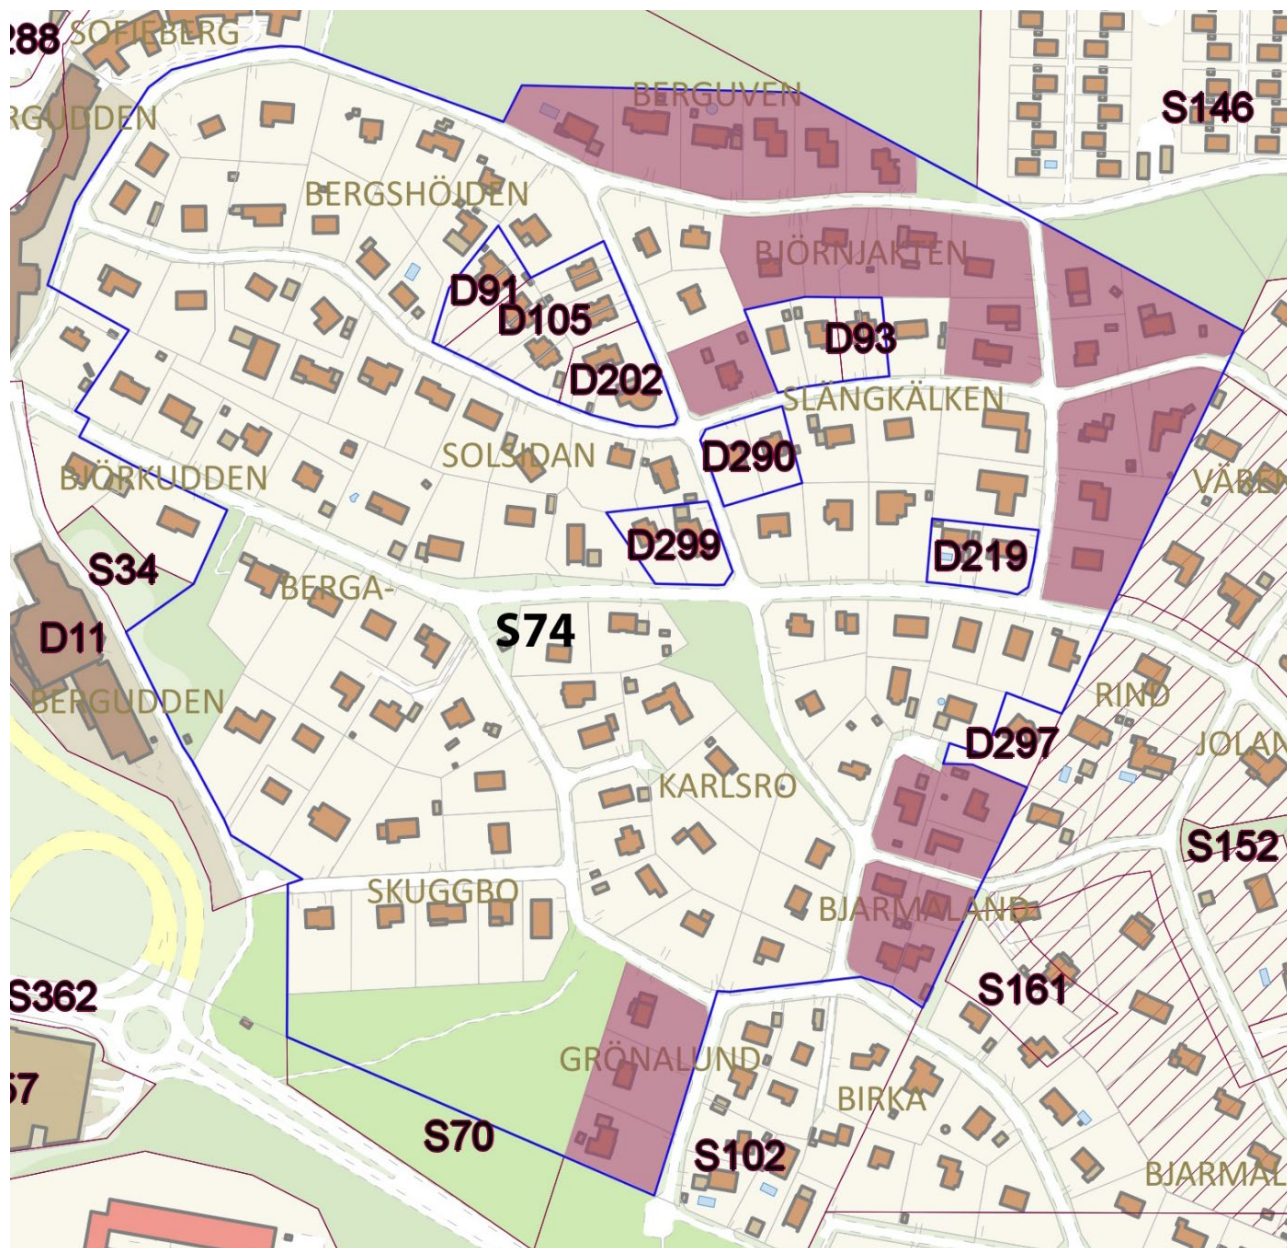 288
SOFIEBERG
RGUDDEN
BERGUVEN
S146
BERGSHÖJDEN
BJÖRNJAKTEN
D91
D105
D93
D202
SLÄNGKÄLKEN
SOLSIDAN
D290
BJÖRKUDDEN
VÄREN
D299
D219
S34
BERGA-
S74
D11
BERGUDDEN
RIND
D297
JOLAN
KARLSRO
S152
SKUGGBO
BJARMALAND
S362
S161
GRÖNALUND
57
BIRKA
S70
S102
BJARMAL